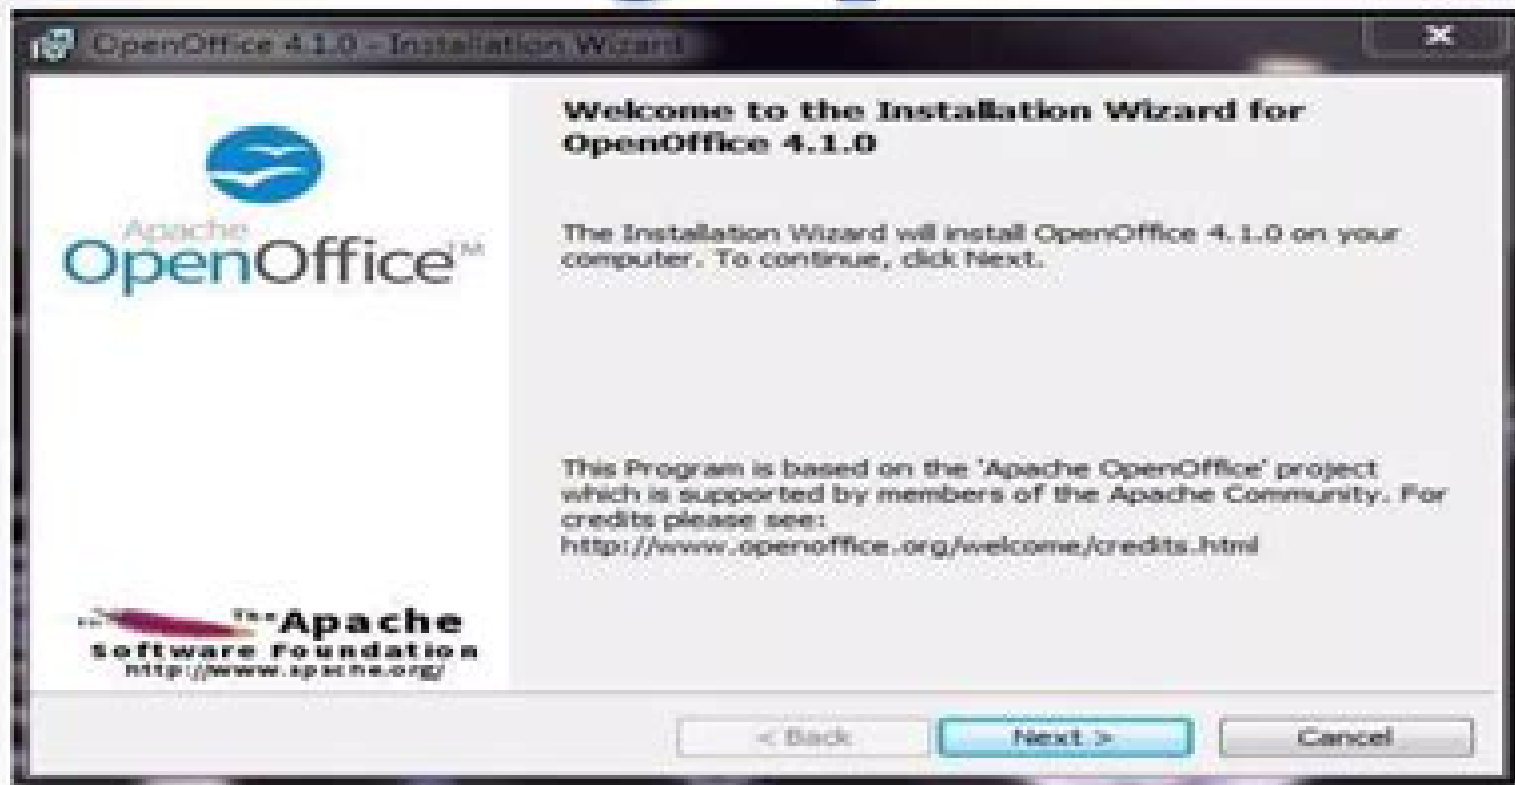 OpenOffice 4.1.0 - Installation Wizard
Apache
OpenOffice™
Welcome to the Installation Wizard for
OpenOffice 4.1.0
The Installation Wizard will install OpenOffice 4.1.0 on your
computer. To continue, click Next.
This Program is based on the 'Apache OpenOffice' project
which is supported by members of the Apache Community. For
credits please see:
http://www.openoffice.org/welcome/credits.html
The Apache
Software Foundation
http://www.apache.org/
< Back
Next >
Cancel